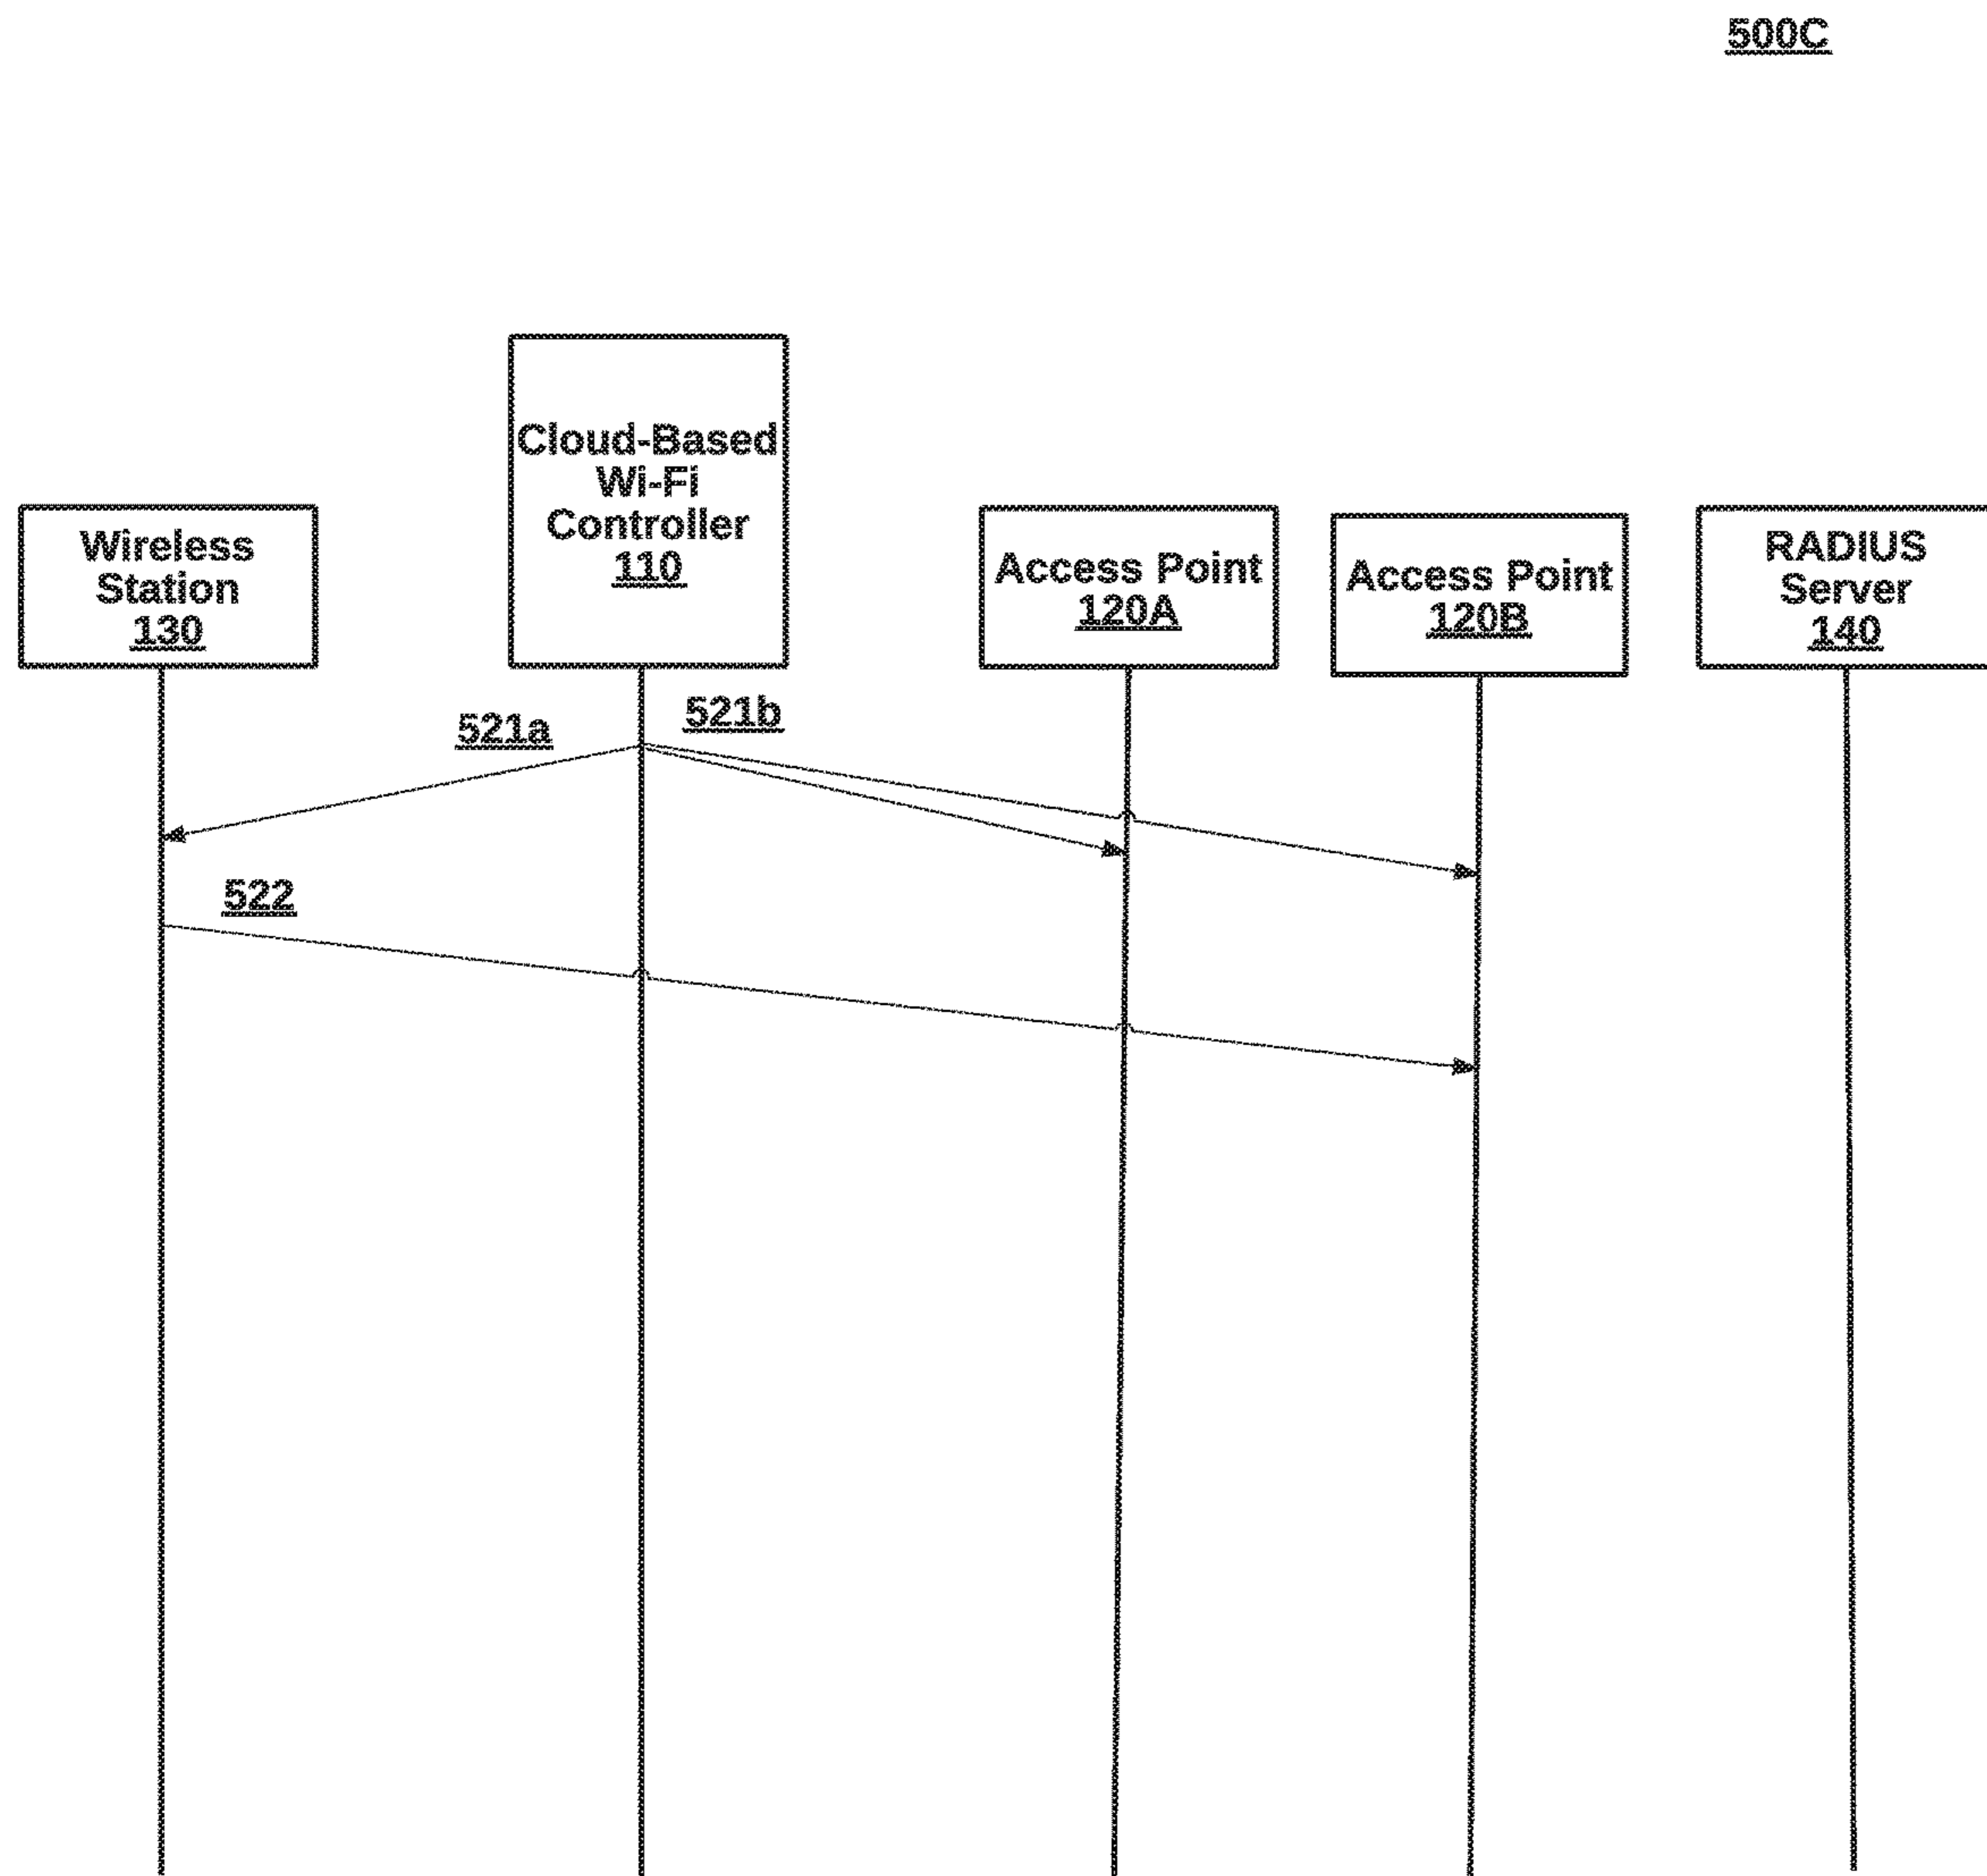 500C
Cloud-Based
Wi-Fi
Controller
110
Wireless
Station
130
Access Point
120A
Access Point
120B
RADIUS
Server
140
521a
521b
522